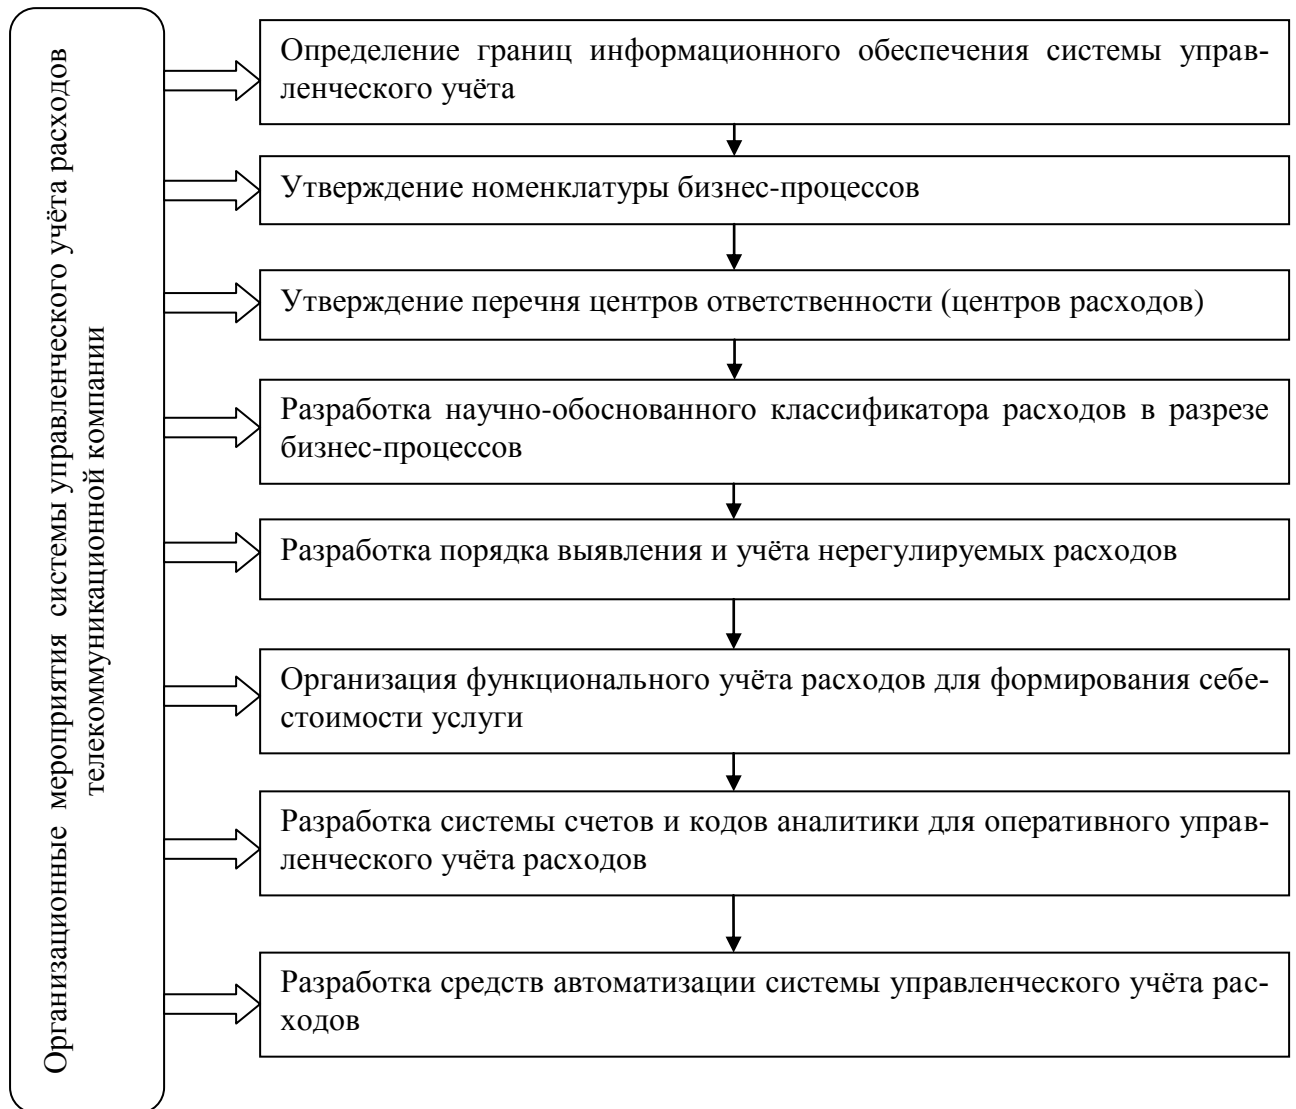 Организационные мероприятия системы управленческого учёта расходов
телекоммуникационной компании
Определение границ информационного обеспечения системы управ-
ленческого учёта
Утверждение номенклатуры бизнес-процессов
Утверждение перечня центров ответственности (центров расходов)
Разработка научно-обоснованного классификатора расходов в разрезе
бизнес-процессов
Разработка порядка выявления и учёта нерегулируемых расходов
Организация функционального учёта расходов для формирования себе-
стоимости услуги
Разработка системы счетов и кодов аналитики для оперативного управ-
ленческого учёта расходов
Разработка средств автоматизации системы управленческого учёта рас-
ходов